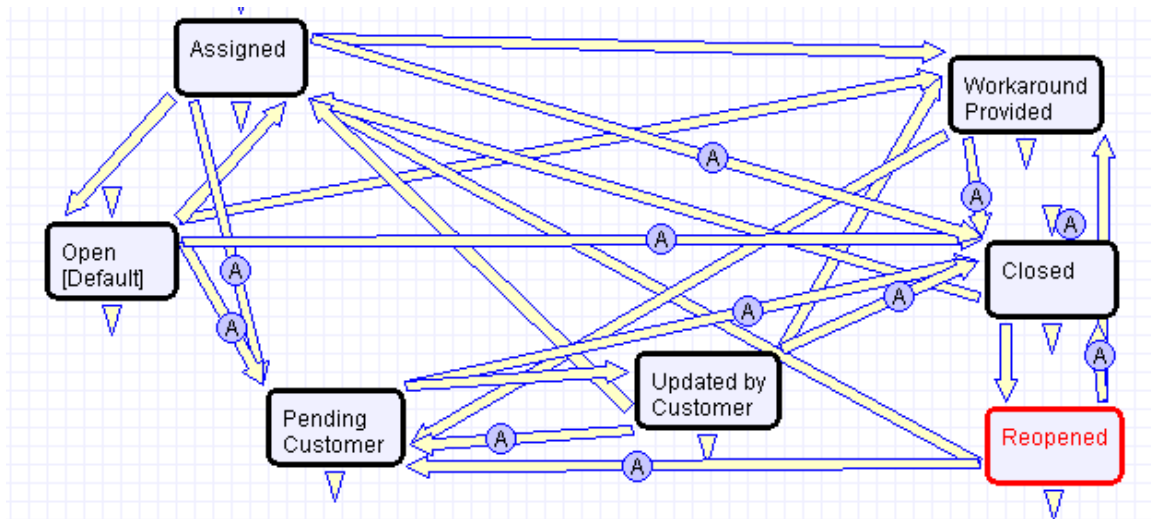 Assigned
Workaround
Provided
A
A
A
Open
[Default]
A
Closed
A
A
A
A
A
Updated by
Customer
A
Pending
Customer
A
A
Reopened